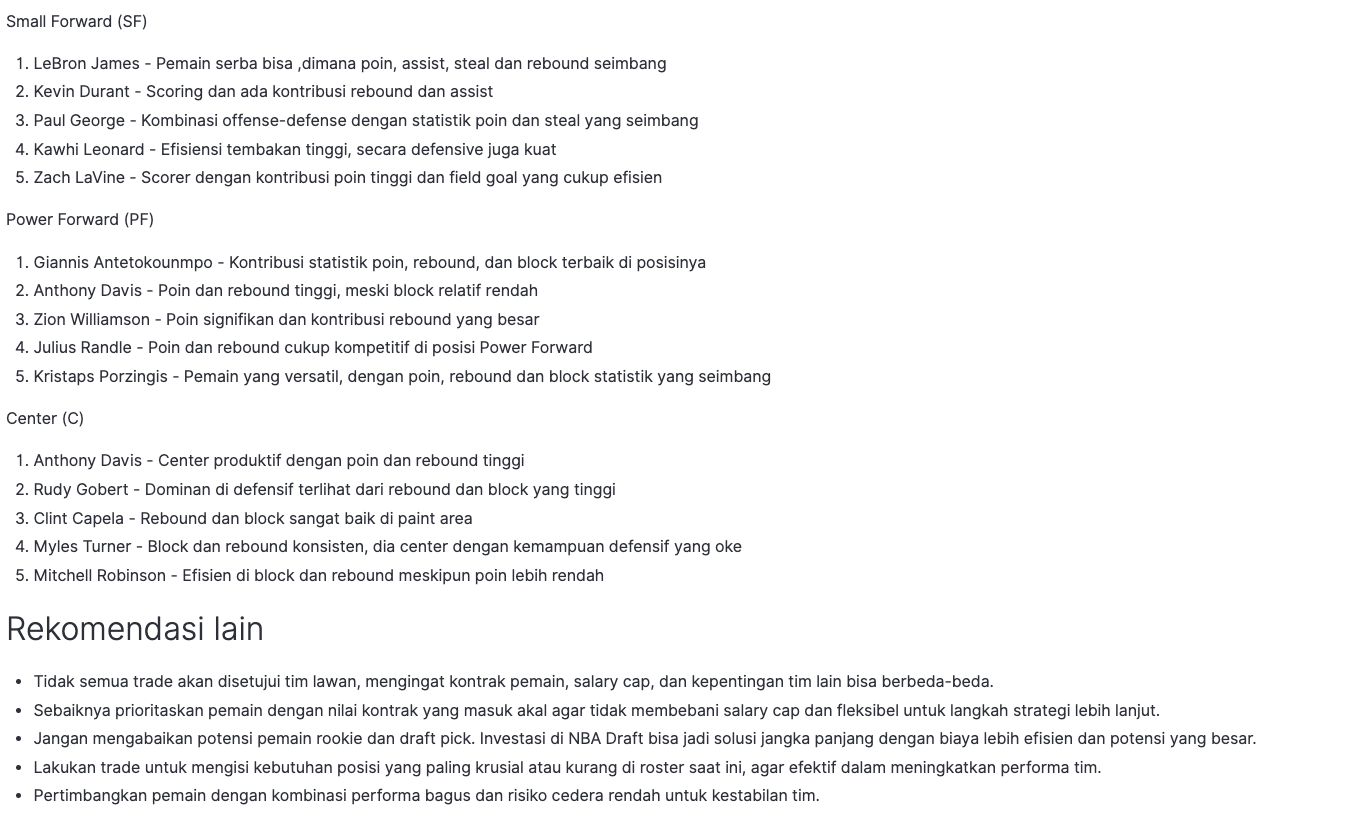 Small Forward (SF)
1. LeBron James - Pemain serba bisa ,dimana poin, assist, steal dan rebound seimbang
2. Kevin Durant - Scoring dan ada kontribusi rebound dan assist
3. Paul George - Kombinasi offense-defense dengan statistik poin dan steal yang seimbang
4. Kawhi Leonard - Efisiensi tembakan tinggi, secara defensive juga kuat
5. Zach LaVine - Scorer dengan kontribusi poin tinggi dan field goal yang cukup efisien
Power Forward (PF)
1. Giannis Antetokounmpo - Kontribusi statistik poin, rebound, dan block terbaik di posisinya
2. Anthony Davis - Poin dan rebound tinggi, meski block relatif rendah
3. Zion Williamson - Poin signifikan dan kontribusi rebound yang besar
4. Julius Randle - Poin dan rebound cukup kompetitif di posisi Power Forward
5. Kristaps Porzingis - Pemain yang versatil, dengan poin, rebound dan block statistik yang seimbang
Center (C)
1. Anthony Davis - Center produktif dengan poin dan rebound tinggi
2. Rudy Gobert - Dominan di defensif terlihat dari rebound dan block yang tinggi
3. Clint Capela - Rebound dan block sangat baik di paint area
4. Myles Turner - Block dan rebound konsisten, dia center dengan kemampuan defensif yang oke
5. Mitchell Robinson - Efisien di block dan rebound meskipun poin lebih rendah
Rekomendasi lain
• Tidak semua trade akan disetujui tim lawan, mengingat kontrak pemain, salary cap, dan kepentingan tim lain bisa berbeda-beda.
• Sebaiknya prioritaskan pemain dengan nilai kontrak yang masuk akal agar tidak membebani salary cap dan fleksibel untuk langkah strategi lebih lanjut.
• Jangan mengabaikan potensi pemain rookie dan draft pick. Investasi di NBA Draft bisa jadi solusi jangka panjang dengan biaya lebih efisien dan potensi yang besar.
• Lakukan trade untuk mengisi kebutuhan posisi yang paling krusial atau kurang di roster saat ini, agar efektif dalam meningkatkan performa tim.
• Pertimbangkan pemain dengan kombinasi performa bagus dan risiko cedera rendah untuk kestabilan tim.